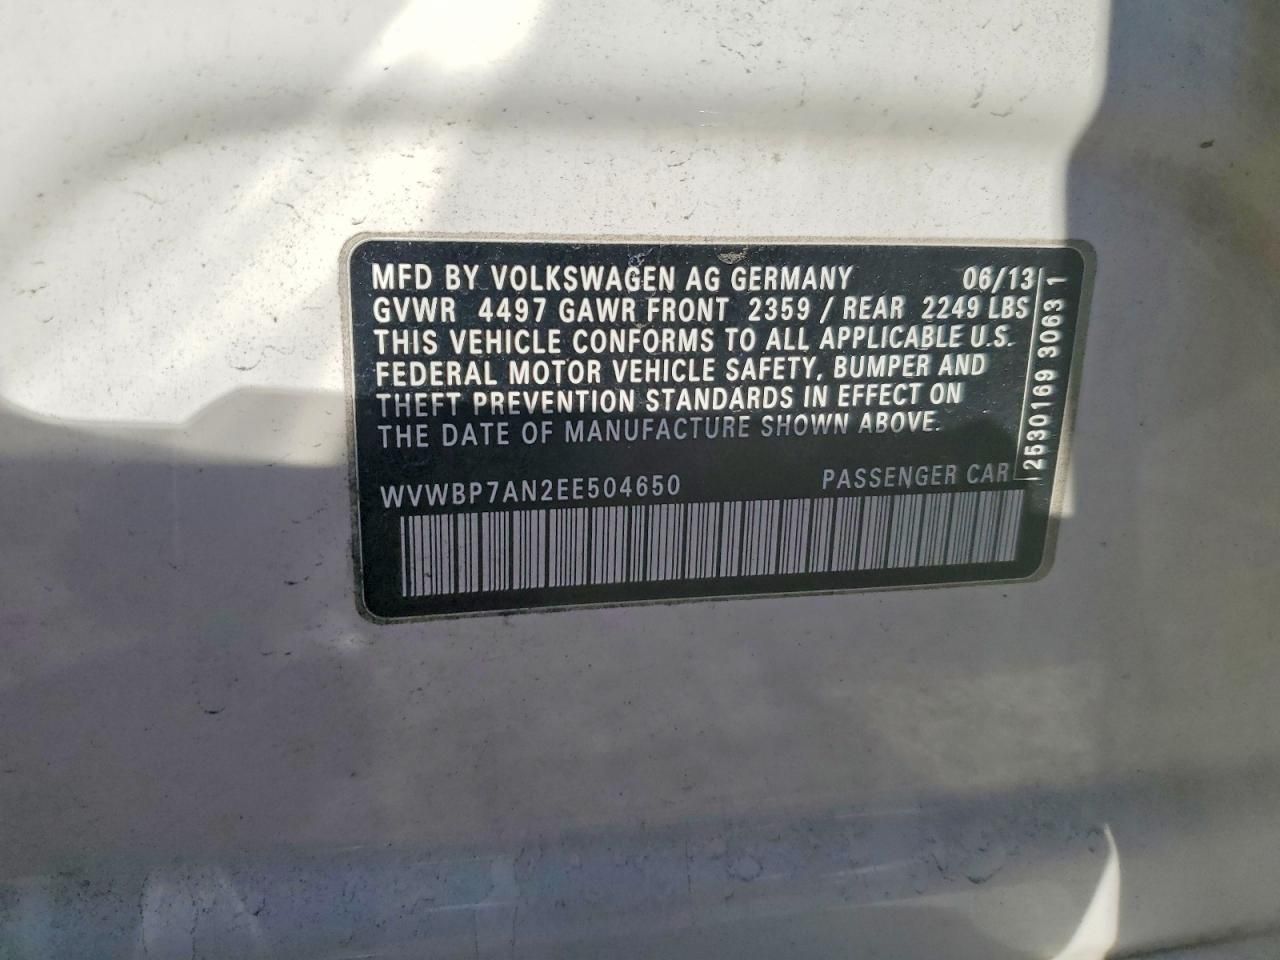 MFD BY VOLKSWAGEN AG GERMANY 06/13
GVWR 4497 GAWR FRONT 2359 / REAR 2249 LBS
THIS VEHICLE CONFORMS TO ALL APPLICABLE U.S.
FEDERAL MOTOR VEHICLE SAFETY, BUMPER AND
THEFT PREVENTION STANDARDS IN EFFECT ON
THE DATE OF MANUFACTURE SHOWN ABOVE.
WVWBP7AN2EE504650 PASSENGER CAR
2530169 3063 1